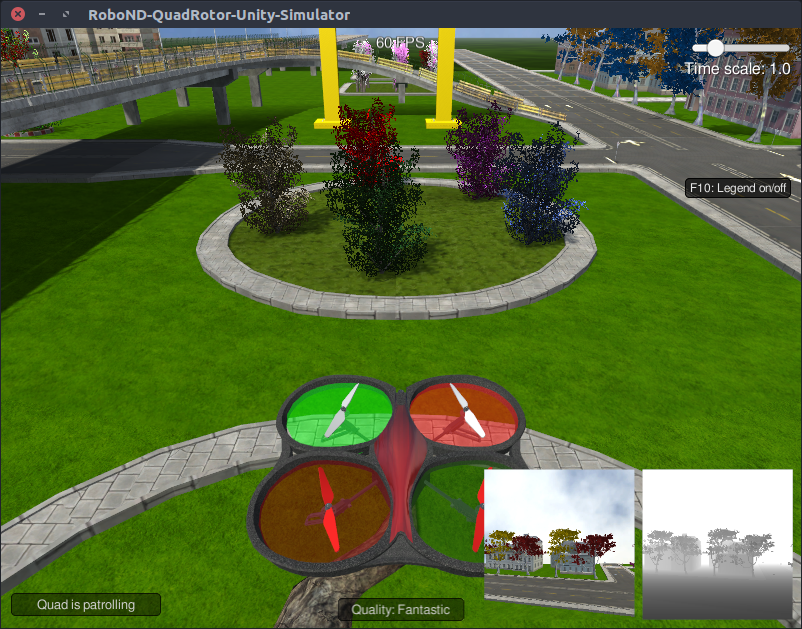 RoboND-QuadRotor-Unity-Simulator
60 FPS
Time scale: 1.0
F10: Legend on/off
Quad is patrolling
Quality: Fantastic